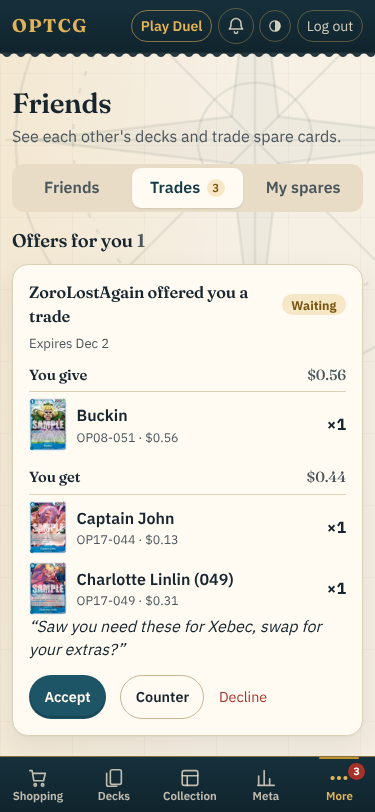 OPTCG
Play Duel
Log out
Friends
See each other's decks and trade spare cards.
Friends
Trades 3
My spares
Offers for you 1
ZoroLostAgain offered you a
trade
Waiting
Expires Dec 2
You give
$0.56
SAMPLE
Buckin
OP08-051 · $0.56
×1
You get
$0.44
SAMPLE
Captain John
OP17-044 · $0.13
×1
SAMPLE
Charlotte Linlin (049)
OP17-049 · $0.31
×1
“Saw you need these for Xebec, swap for
your extras?”
Accept
Counter
Decline
Shopping
Decks
Collection
Meta
3
More